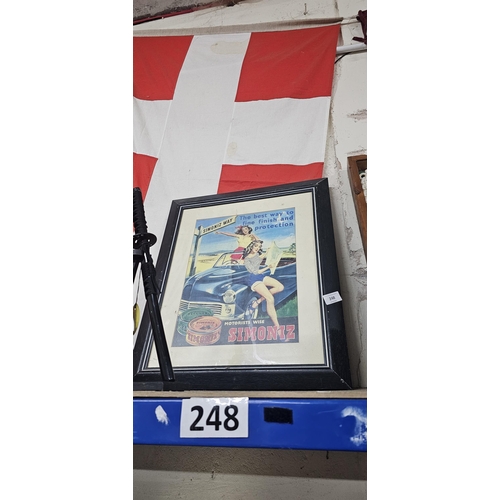 SIMONIZ WAY
The best way to
fine finish and
protection
MOTORISTS WISE
SIMONIZ
248